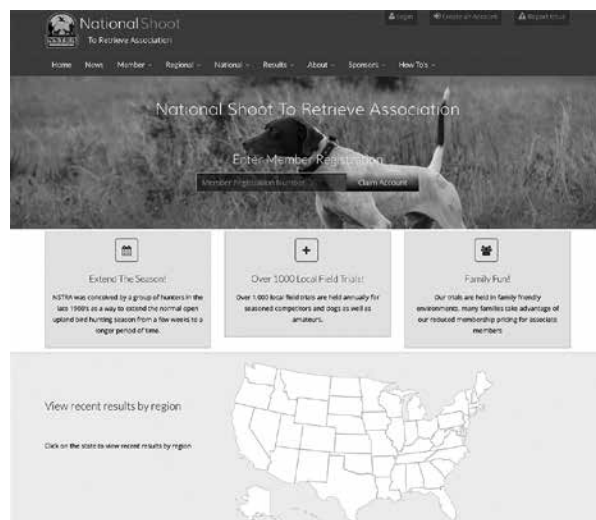 Login
Create an Account
Report Issue
NSTRA
National Shoot
To Retrieve Association
Home News Member Regional National Results About Sponsors How To's
National Shoot To Retrieve Association
Enter Member Registration
Member Registration Number
Claim Account
Extend The Season!
NSTRA was conceived by a group of hunters in the
late 1960's as a way to extend the normal open
upland bird hunting season from a few weeks to a
longer period of time.
Over 1000 Local Field Trials!
Over 1,000 local field trials are held annually for
seasoned competitors and dogs as well as
amateurs.
Family Fun!
Our trials are held in family friendly
environments, many families take advantage of
our reduced membership pricing for associate
members
View recent results by region
Click on the state to view recent results by region